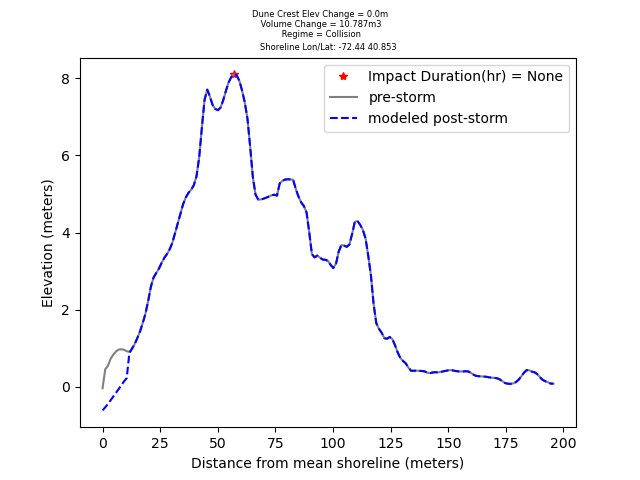 Dune Crest Elev Change = 0.0m
Volume Change = 10.787m3
Regime = Collision
Shoreline Lon/Lat: -72.44 40.853
Impact Duration(hr) = None
pre-storm
modeled post-storm
Elevation (meters)
8
6
4
2
0
0 25 50 75 100 125 150 175 200
Distance from mean shoreline (meters)